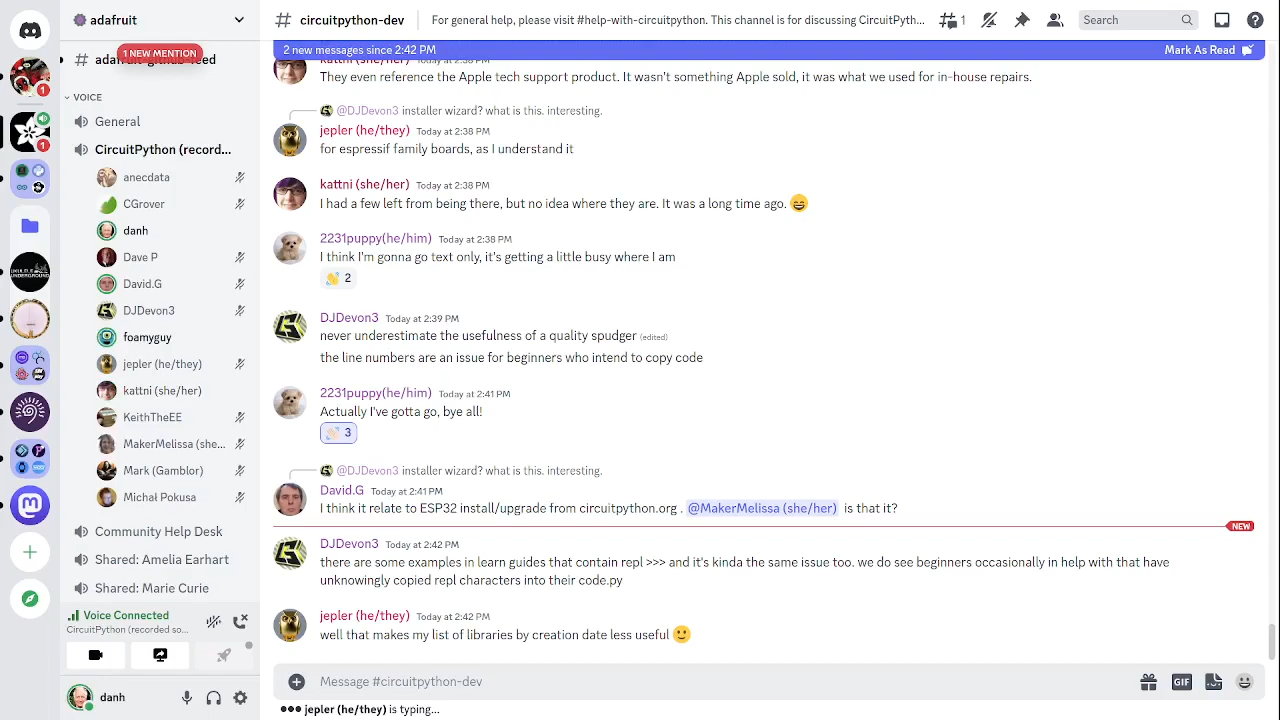 adafruit
1 NEW MENTION
VOICE
General
CircuitPython (record...
anecdata
CGrover
danh
Dave P
David.G
DJDevon3
foamyguy
jepler (he/they)
kattni (she/her)
KeithTheEE
MakerMelissa (she...
Mark (Gamblor)
Michał Pokusa
Community Help Desk
Shared: Amelia Earhart
Shared: Marie Curie
Voice Connected
CircuitPython (recorded so...
danh
circuitpython-dev
For general help, please visit #help-with-circuitpython. This channel is for discussing CircuitPyth...
1
Search
2 new messages since 2:42 PM
Mark As Read
kattni (she/her) Today at 2:38 PM
They even reference the Apple tech support product. It wasn't something Apple sold, it was what we used for in-house repairs.
@DJDevon3 installer wizard? what is this. interesting.
jepler (he/they) Today at 2:38 PM
for espressif family boards, as I understand it
kattni (she/her) Today at 2:38 PM
I had a few left from being there, but no idea where they are. It was a long time ago. 😄
2231puppy(he/him) Today at 2:38 PM
I think I'm gonna go text only, it's getting a little busy where I am
👋 2
DJDevon3 Today at 2:39 PM
never underestimate the usefulness of a quality spudger (edited)
the line numbers are an issue for beginners who intend to copy code
2231puppy(he/him) Today at 2:41 PM
Actually I've gotta go, bye all!
👋 3
@DJDevon3 installer wizard? what is this. interesting.
David.G Today at 2:41 PM
I think it relate to ESP32 install/upgrade from circuitpython.org . @MakerMelissa (she/her) is that it?
NEW
DJDevon3 Today at 2:42 PM
there are some examples in learn guides that contain repl >>> and it's kinda the same issue too. we do see beginners occasionally in help with that have
unknowingly copied repl characters into their code.py
jepler (he/they) Today at 2:42 PM
well that makes my list of libraries by creation date less useful 🙂
Message #circuitpython-dev
GIF
jepler (he/they) is typing...
1
1
UKULELE
UNDERGROUND